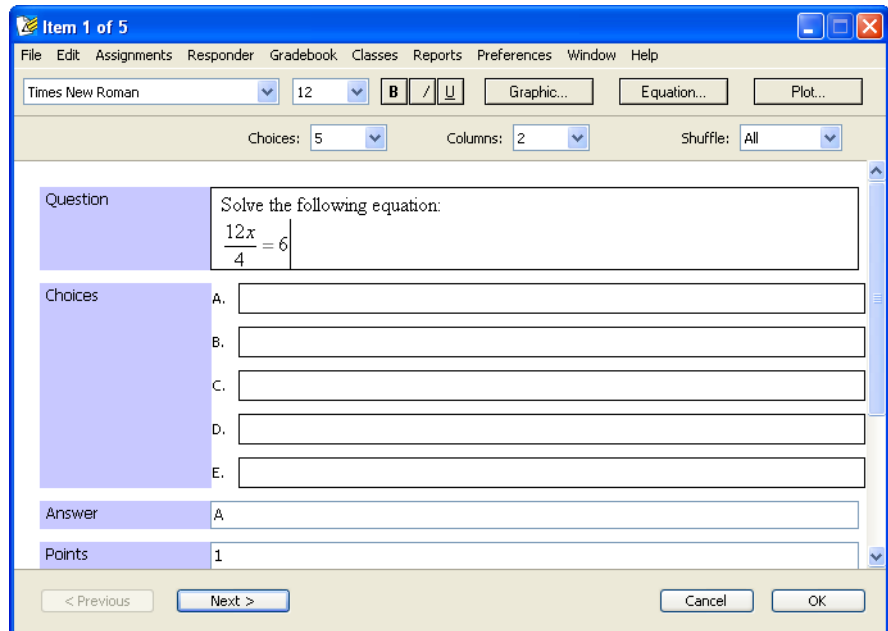 Item 1 of 5
File Edit Assignments Responder Gradebook Classes Reports Preferences Window Help
Times New Roman 12 B I U Graphic... Equation... Plot...
Choices: 5 Columns: 2 Shuffle: All
Question
Solve the following equation:
12x/4 = 6
Choices
A.
B.
C.
D.
E.
Answer A
Points 1
< Previous Next > Cancel OK